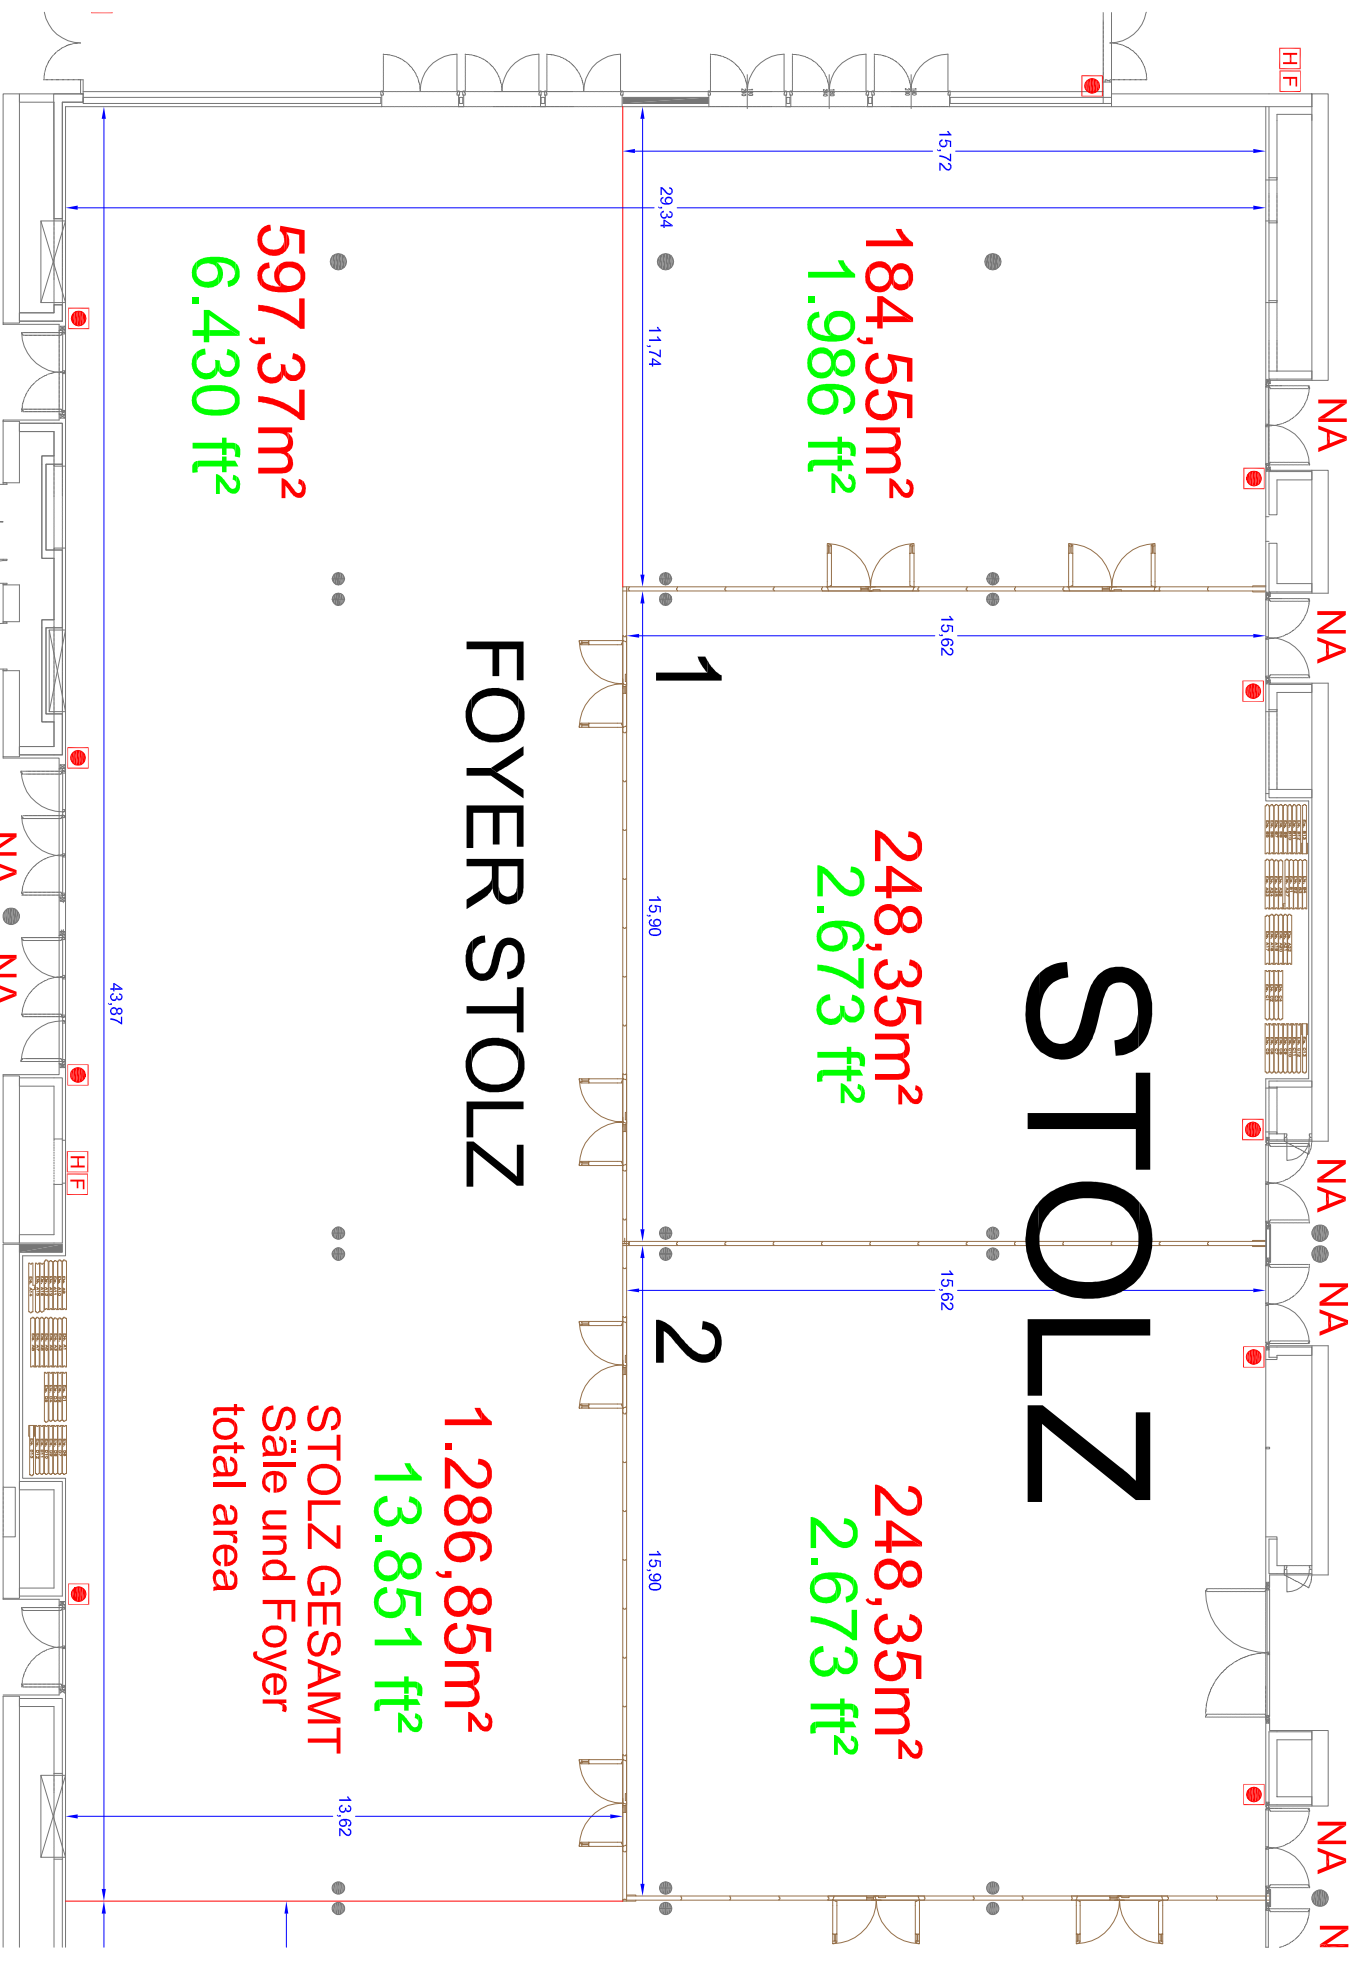 STOLZ
NA
NA
NA
NA
NA
N
H F
15,72
29,34
11,74
184,55m²
1.986 ft²
15,62
1
15,90
248,35m²
2.673 ft²
15,62
2
15,90
248,35m²
2.673 ft²
FOYER STOLZ
597,37m²
6.430 ft²
43,87
13,62
1.286,85m²
13.851 ft²
STOLZ GESAMT
Säle und Foyer
total area
H F
NA
NA